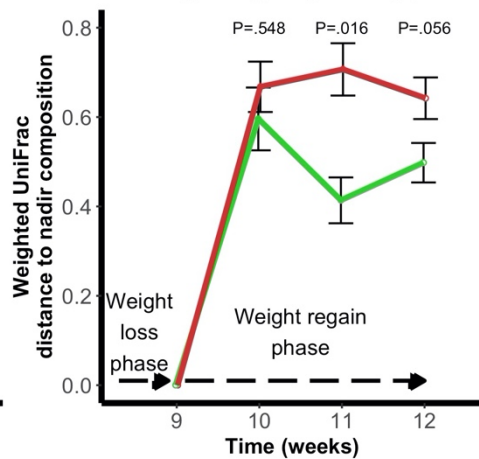 P=.548 P=.016 P=.056
Weighted UniFrac
distance to nadir composition
0.8
0.6
0.4
0.2
0.0
Weight
loss
phase
Weight regain
phase
9 10 11 12
Time (weeks)